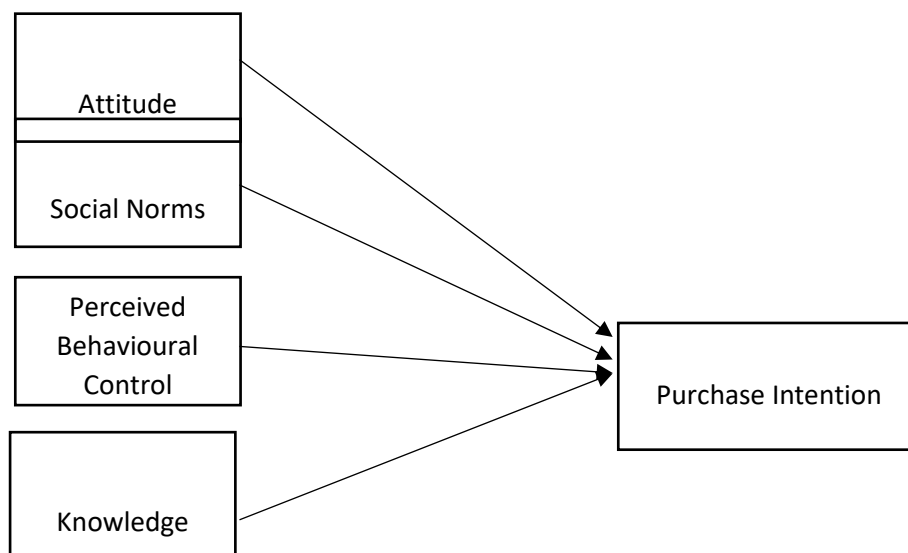 Attitude
Social Norms
Perceived
Behavioural
Control
Purchase Intention
Knowledge